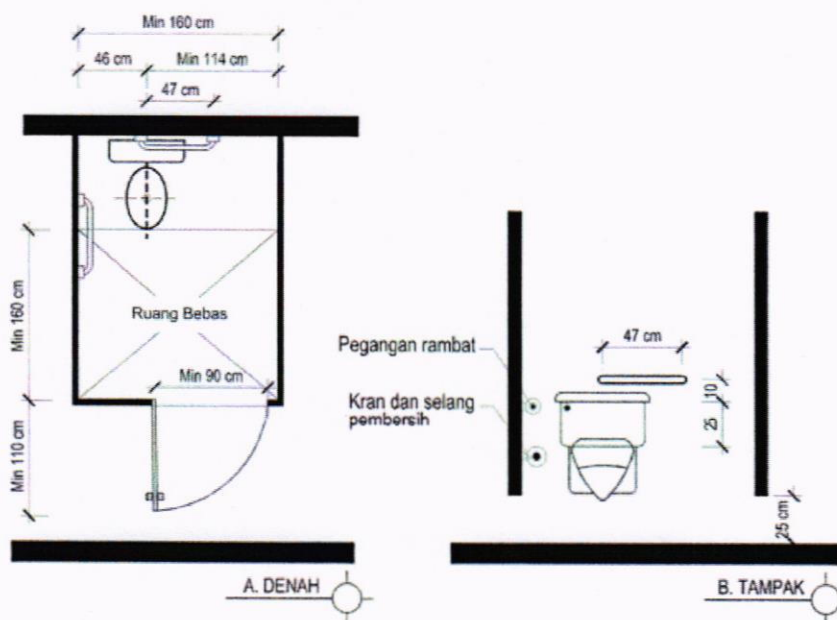 Min 160 cm
46 cm
Min 114 cm
47 cm
Min 160 cm
Ruang Bebas
Min 90 cm
Min 110 cm
A. DENAH
Pegangan rambat
Kran dan selang
pembersih
47 cm
10
25
25 cm
B. TAMPAK